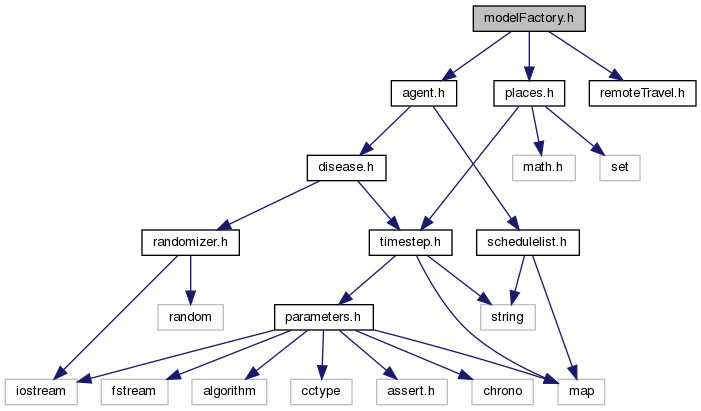 modelFactory.h
agent.h
places.h
remoteTravel.h
disease.h
math.h
set
randomizer.h
timestep.h
schedulelist.h
random
parameters.h
string
iostream
fstream
algorithm
cctype
assert.h
chrono
map